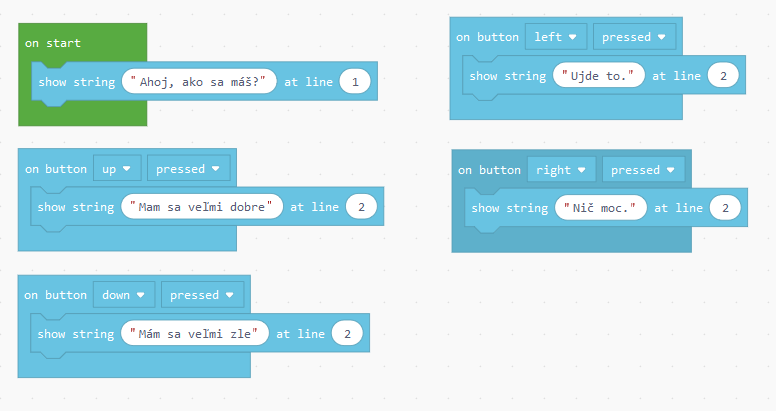 on start
show string "Ahoj, ako sa máš?" at line 1
on button up pressed
show string "Mam sa veľmi dobre" at line 2
on button down pressed
show string "Mám sa veľmi zle" at line 2
on button left pressed
show string "Ujde to." at line 2
on button right pressed
show string "Nič moc." at line 2